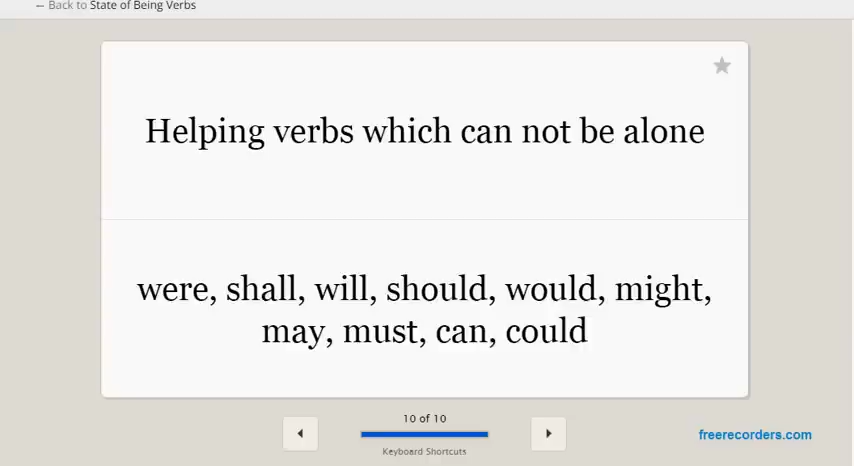 ← Back to State of Being Verbs
Helping verbs which can not be alone
were, shall, will, should, would, might,
may, must, can, could
10 of 10
Keyboard Shortcuts
freerecorders.com